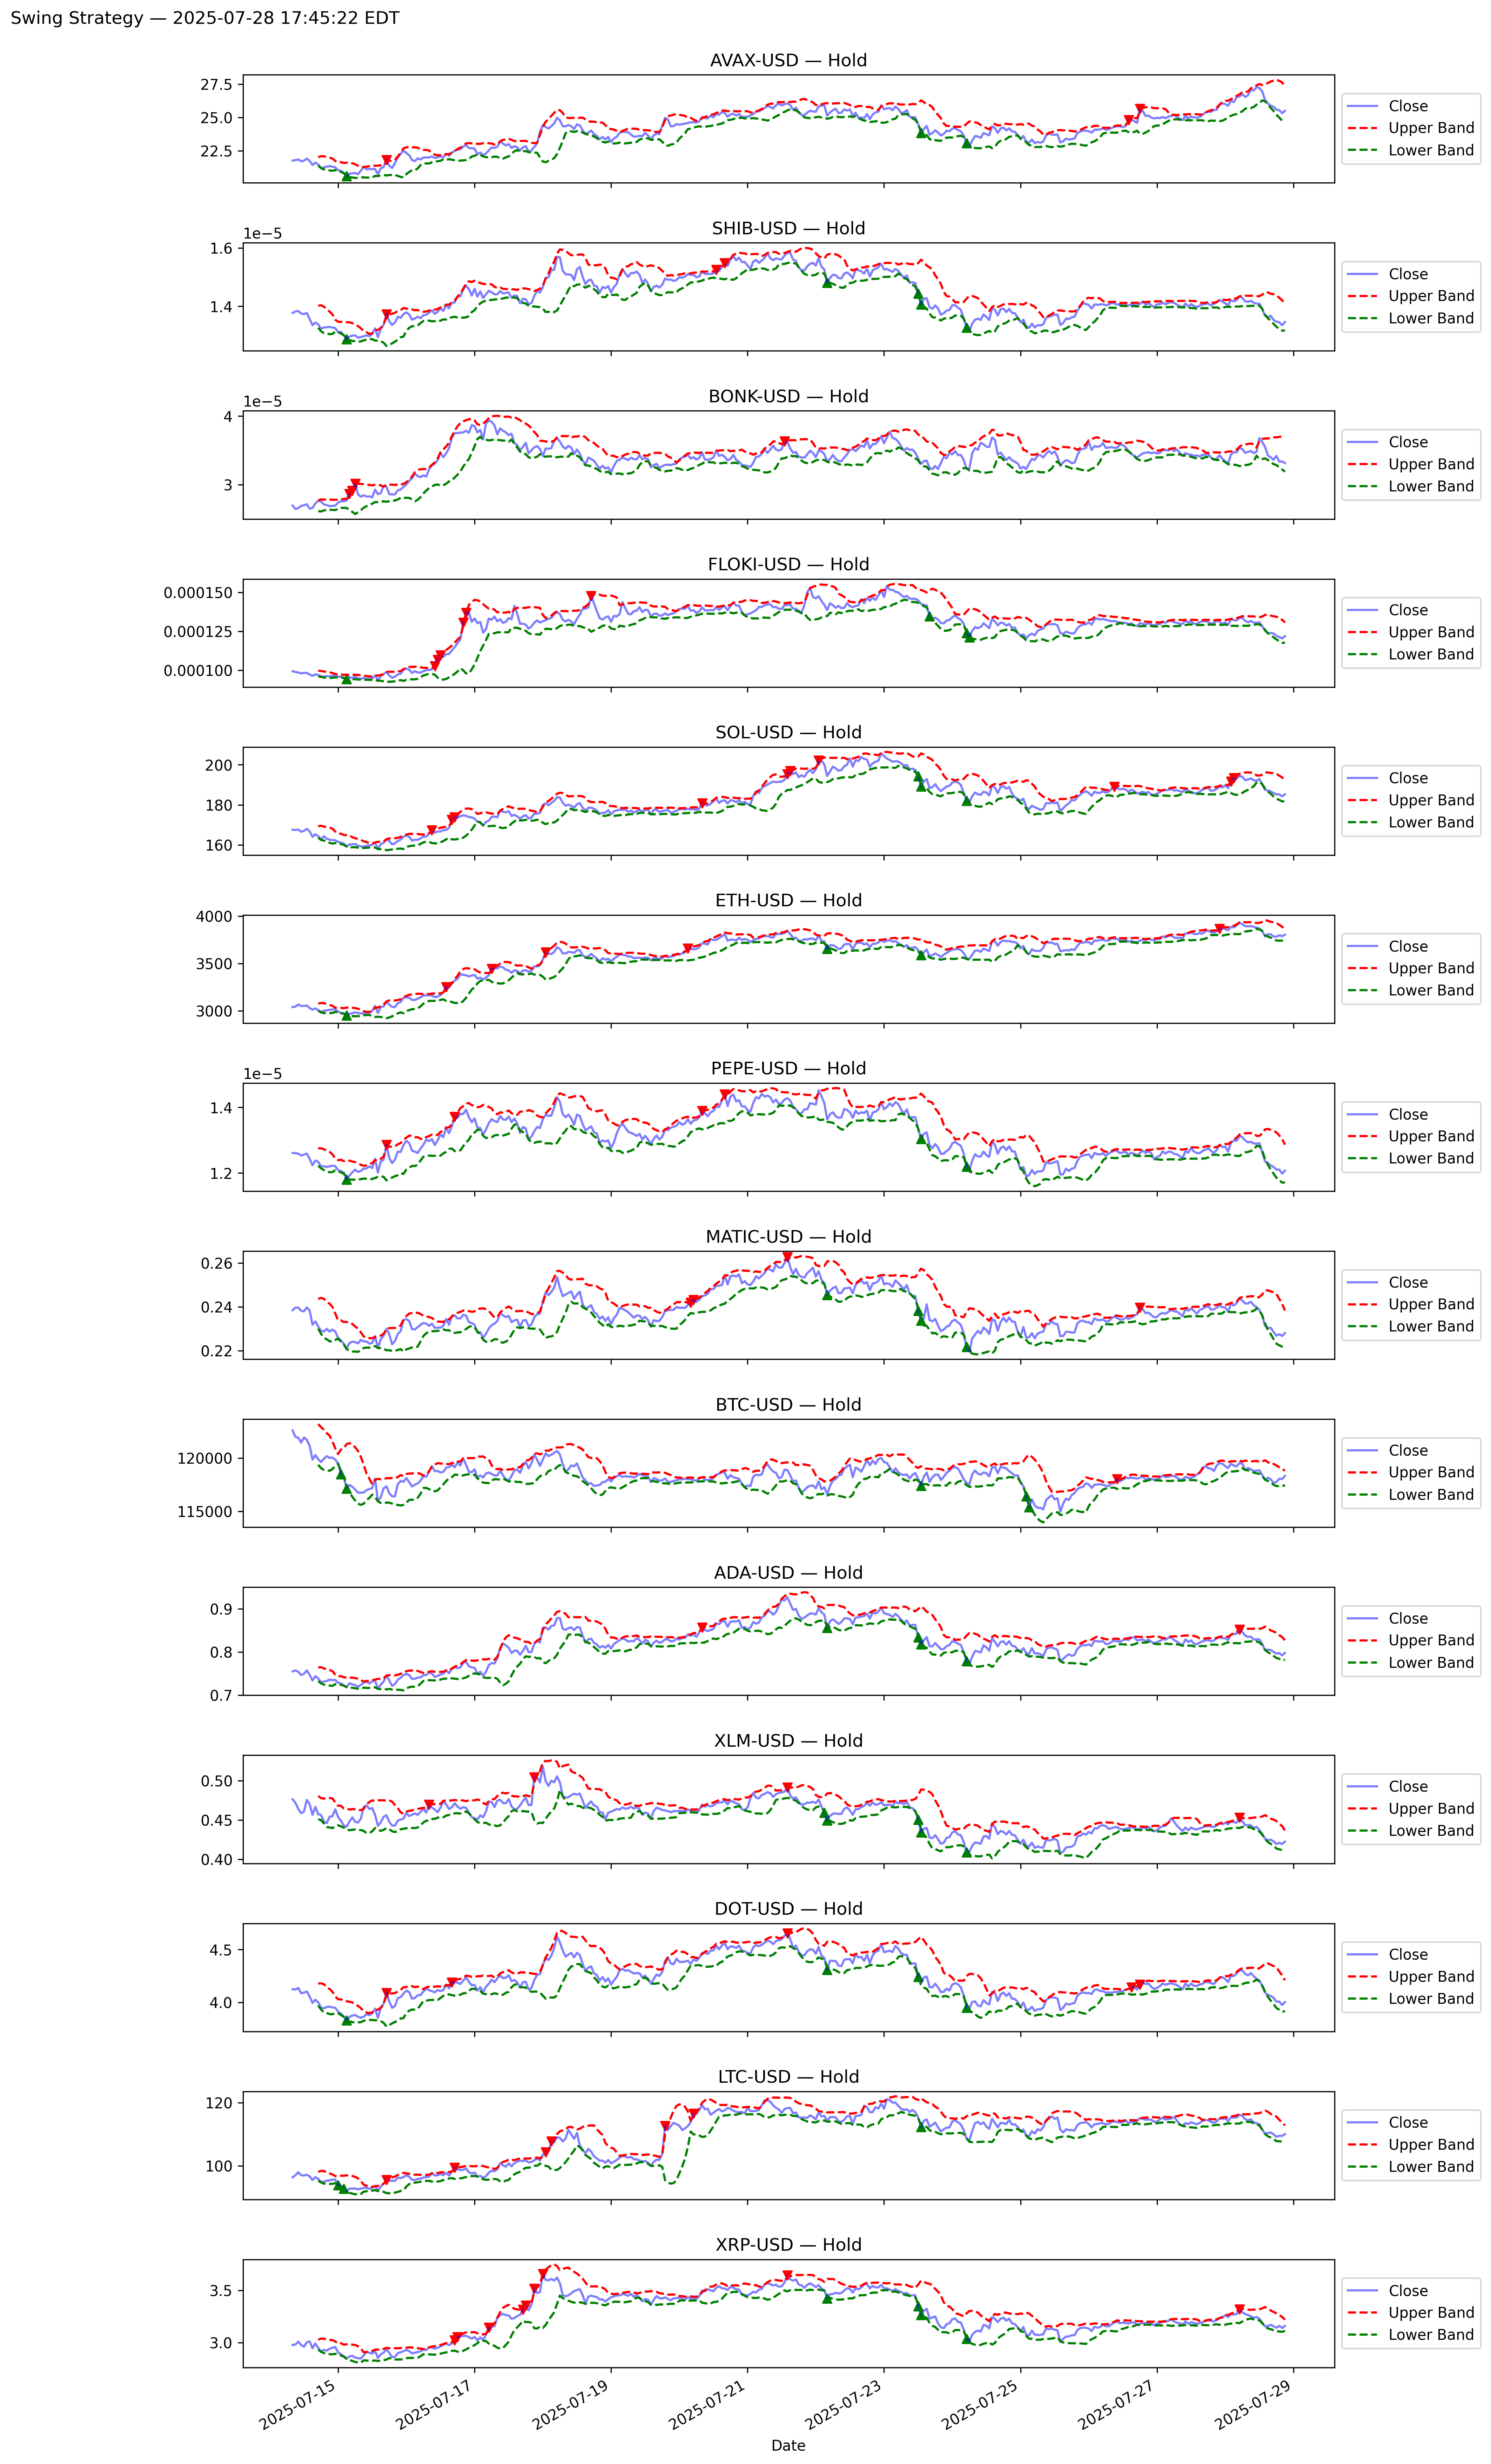 Swing Strategy — 2025-07-28 17:45:22 EDT
AVAX-USD — Hold
27.5
25.0
22.5
Close
Upper Band
Lower Band
SHIB-USD — Hold
1e−5
1.6
1.4
Close
Upper Band
Lower Band
BONK-USD — Hold
1e−5
4
3
Close
Upper Band
Lower Band
FLOKI-USD — Hold
0.000150
0.000125
0.000100
Close
Upper Band
Lower Band
SOL-USD — Hold
200
180
160
Close
Upper Band
Lower Band
ETH-USD — Hold
4000
3500
3000
Close
Upper Band
Lower Band
PEPE-USD — Hold
1e−5
1.4
1.2
Close
Upper Band
Lower Band
MATIC-USD — Hold
0.26
0.24
0.22
Close
Upper Band
Lower Band
BTC-USD — Hold
120000
115000
Close
Upper Band
Lower Band
ADA-USD — Hold
0.9
0.8
0.7
Close
Upper Band
Lower Band
XLM-USD — Hold
0.50
0.45
0.40
Close
Upper Band
Lower Band
DOT-USD — Hold
4.5
4.0
Close
Upper Band
Lower Band
LTC-USD — Hold
120
100
Close
Upper Band
Lower Band
XRP-USD — Hold
3.5
3.0
Close
Upper Band
Lower Band
2025-07-15
2025-07-17
2025-07-19
2025-07-21
2025-07-23
2025-07-25
2025-07-27
2025-07-29
Date